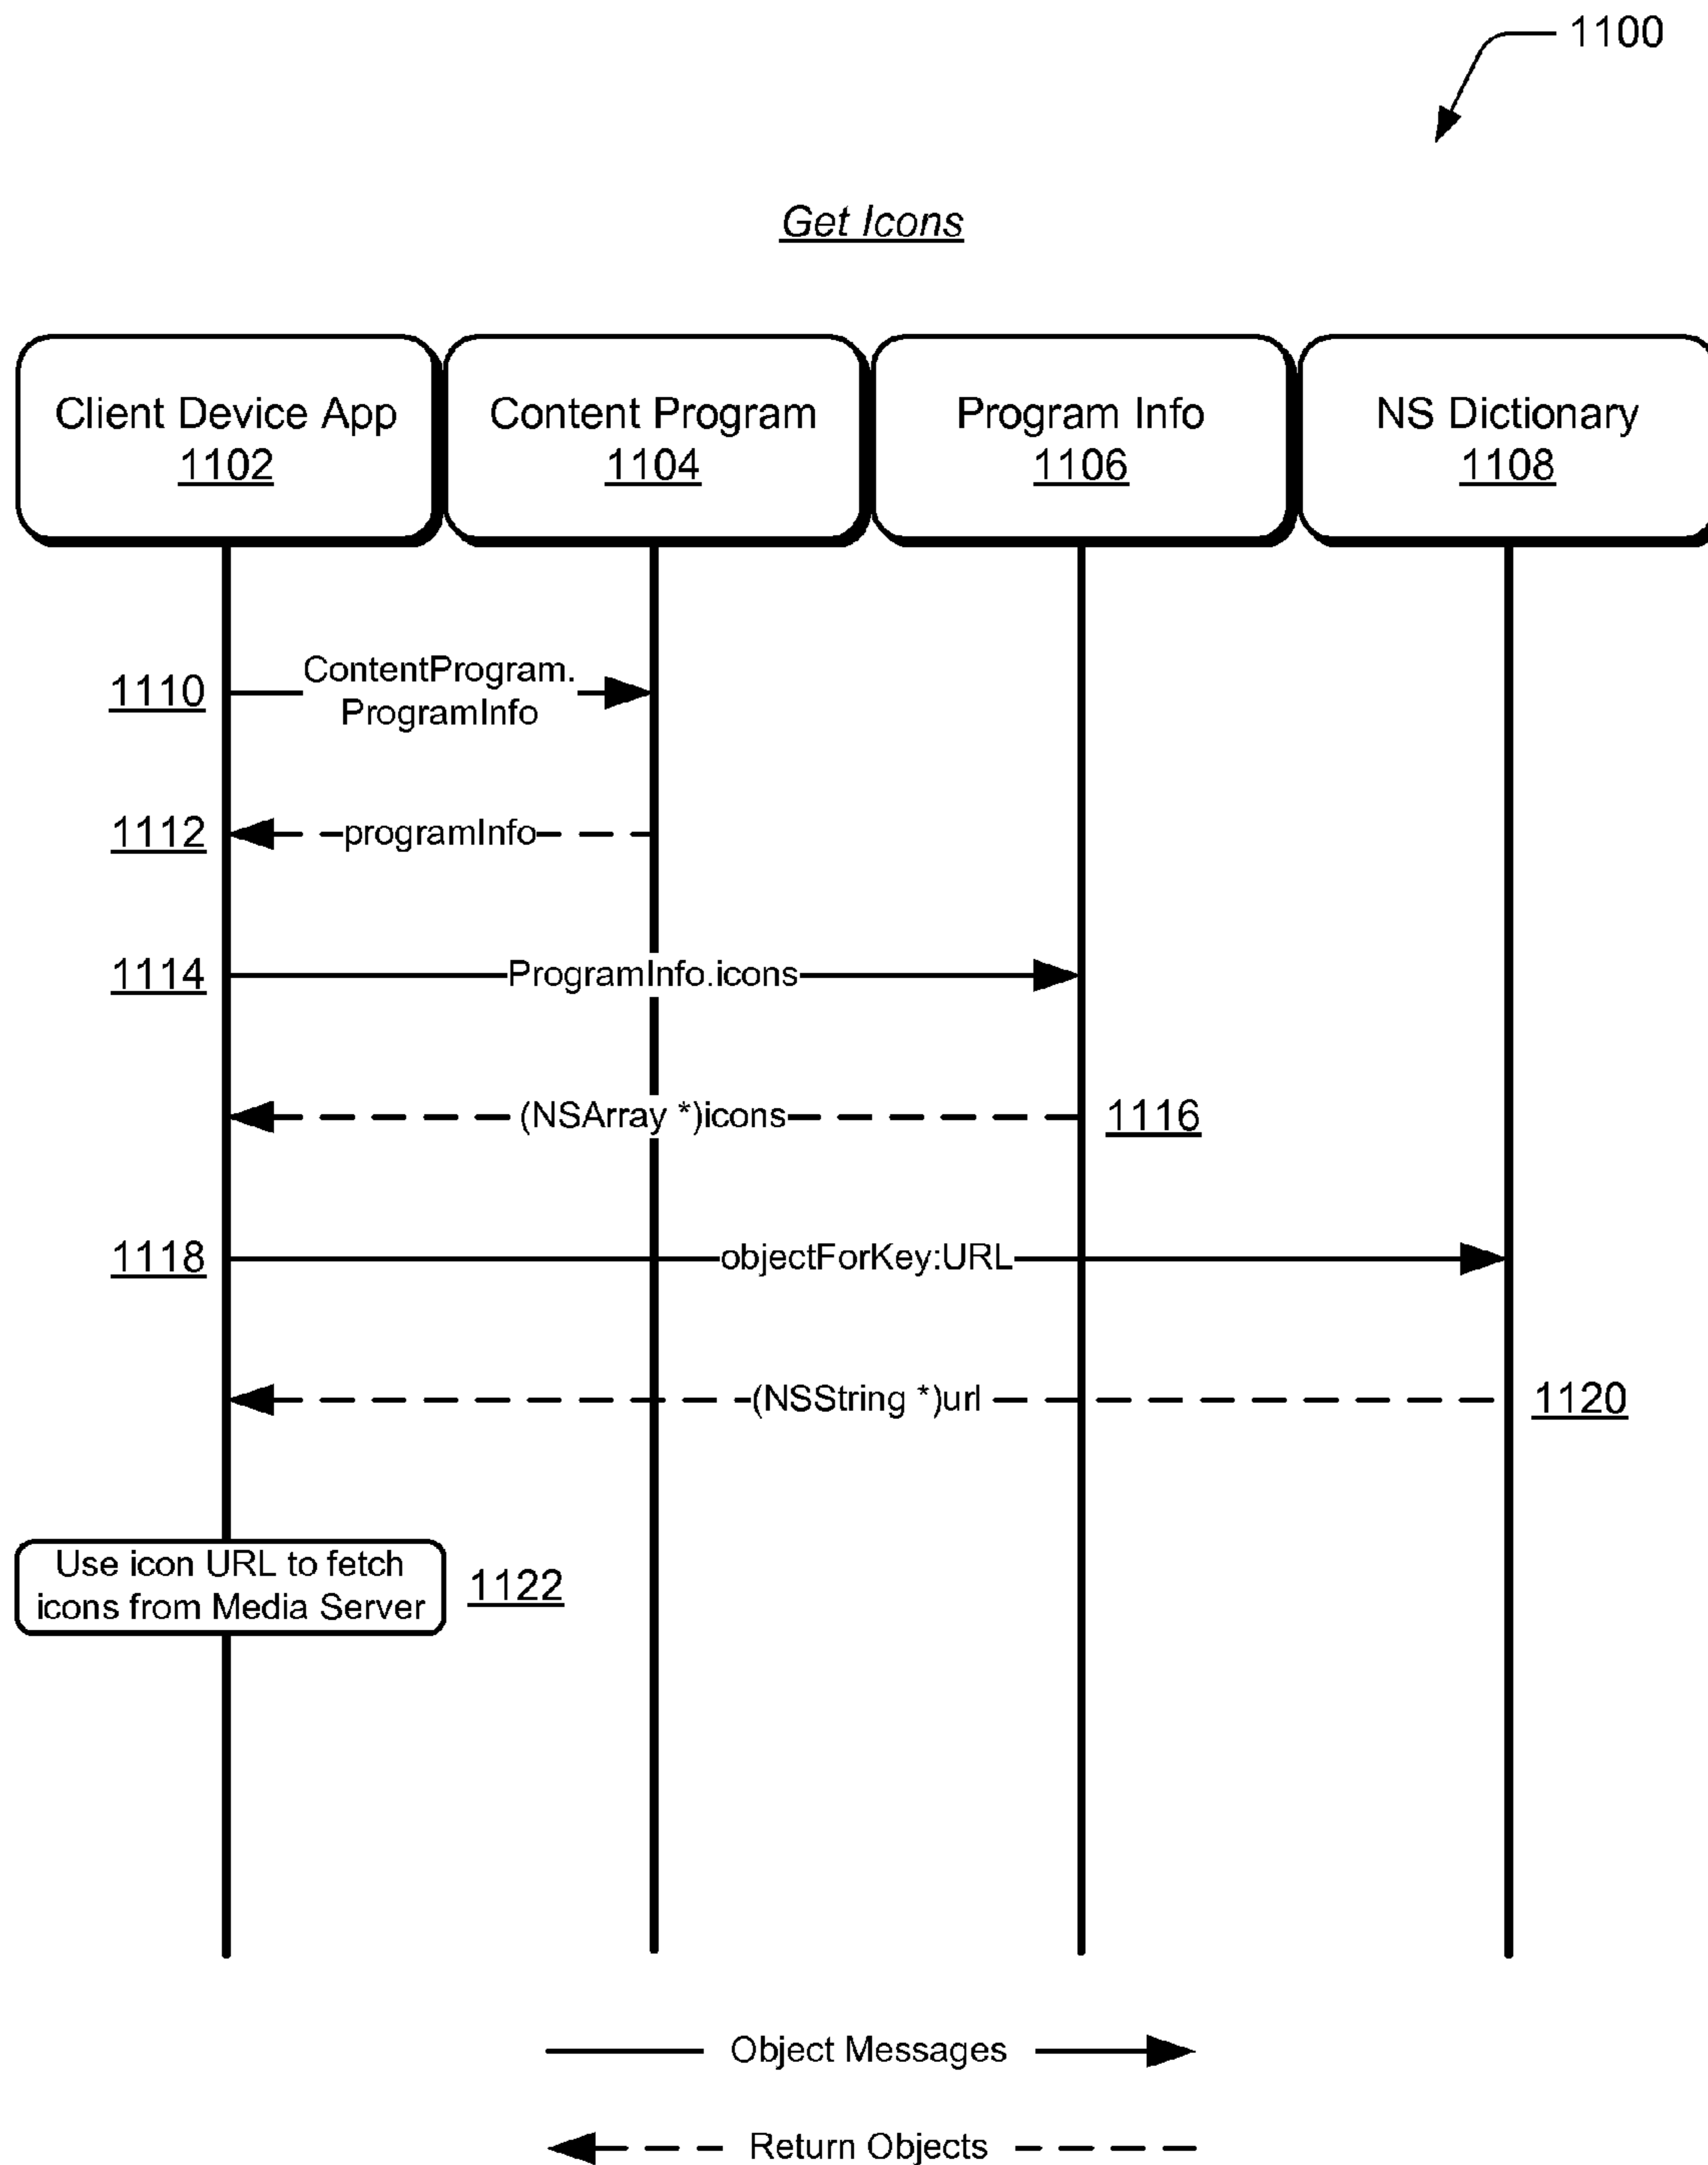 1100
Get Icons
Client Device App
1102
Content Program
1104
Program Info
1106
NS Dictionary
1108
1110
ContentProgram.
ProgramInfo
1112
programInfo
1114
ProgramInfo.icons
(NSArray *)icons
1116
1118
objectForKey:URL
(NSString *)url
1120
Use icon URL to fetch
icons from Media Server
1122
Object Messages
Return Objects